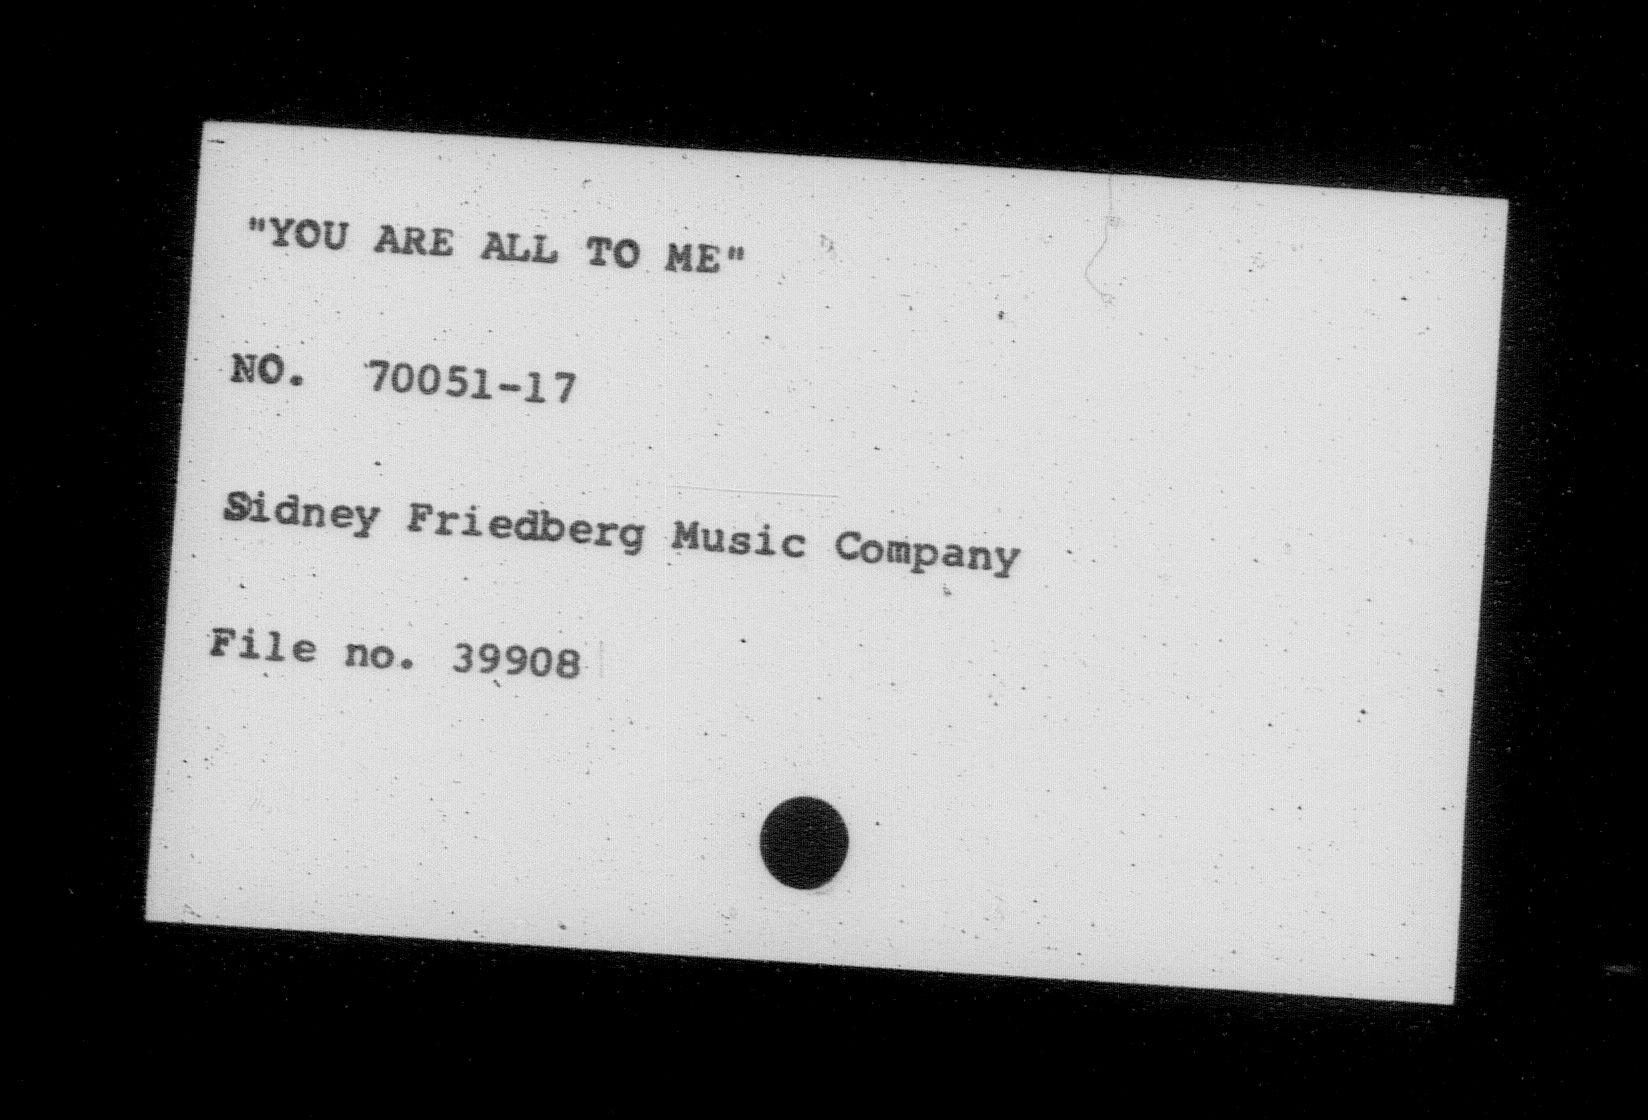 "YOU ARE ALL TO ME"
NO. 70051-17
Sidney Friedberg Music Company
File no. 39908